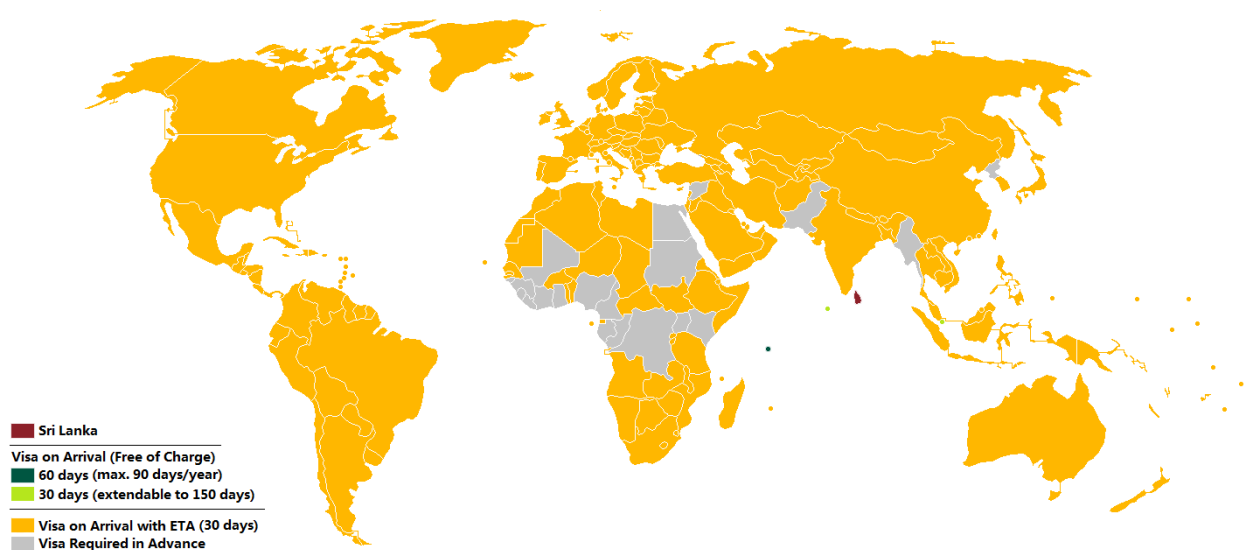 Sri Lanka
Visa on Arrival (Free of Charge)
60 days (max. 90 days/year)
30 days (extendable to 150 days)
Visa on Arrival with ETA (30 days)
Visa Required in Advance